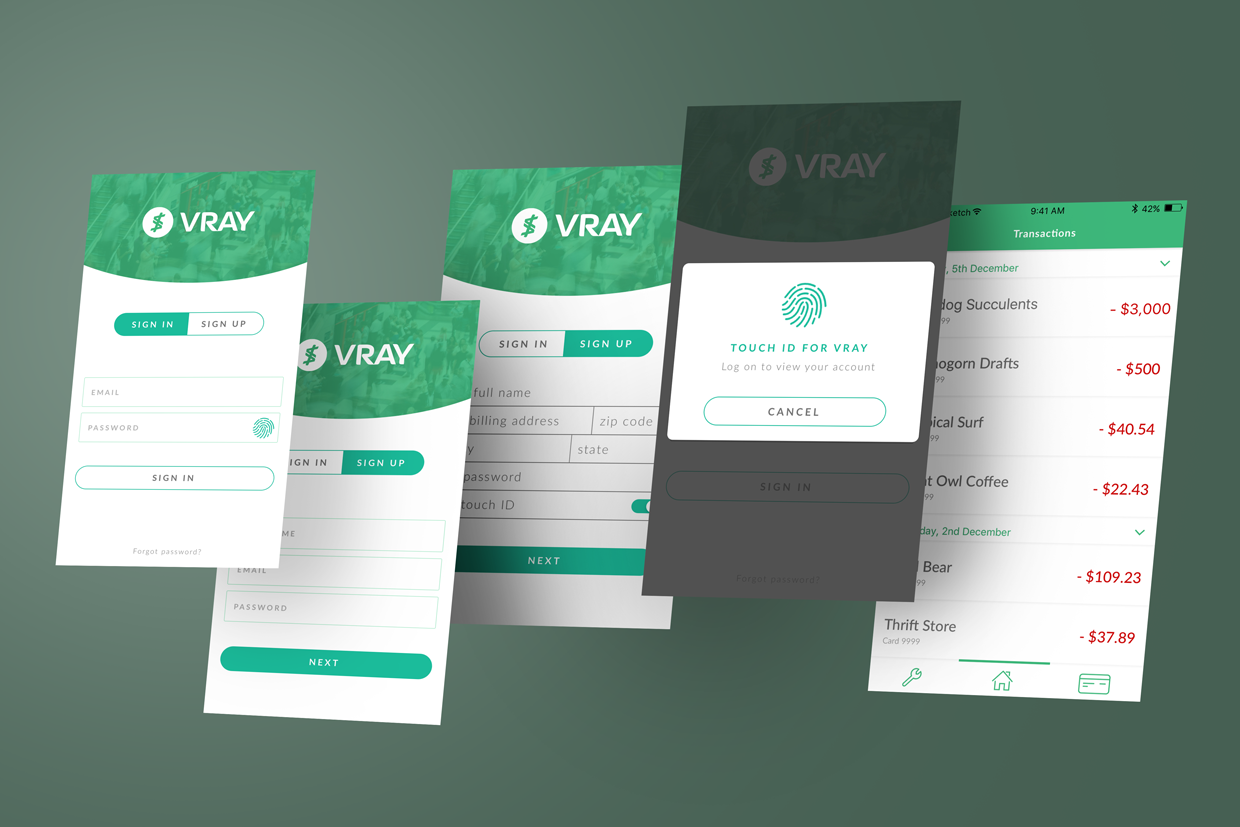 VRAY
SIGN IN SIGN UP
EMAIL
PASSWORD
SIGN IN
Forgot password?
VRAY
IGN IN SIGN UP
ME
EMAIL
PASSWORD
NEXT
VRAY
SIGN IN SIGN UP
full name
billing address zip code
y state
password
touch ID
NEXT
VRAY
TOUCH ID FOR VRAY
Log on to view your account
CANCEL
SIGN IN
Forgot password?
ketch 9:41 AM 42%
Transactions
, 5th December
dog Succulents - $3,000
99
nogorn Drafts - $500
99
pical Surf - $40.54
99
t Owl Coffee - $22.43
99
day, 2nd December
Bear - $109.23
99
Thrift Store - $37.89
Card 9999